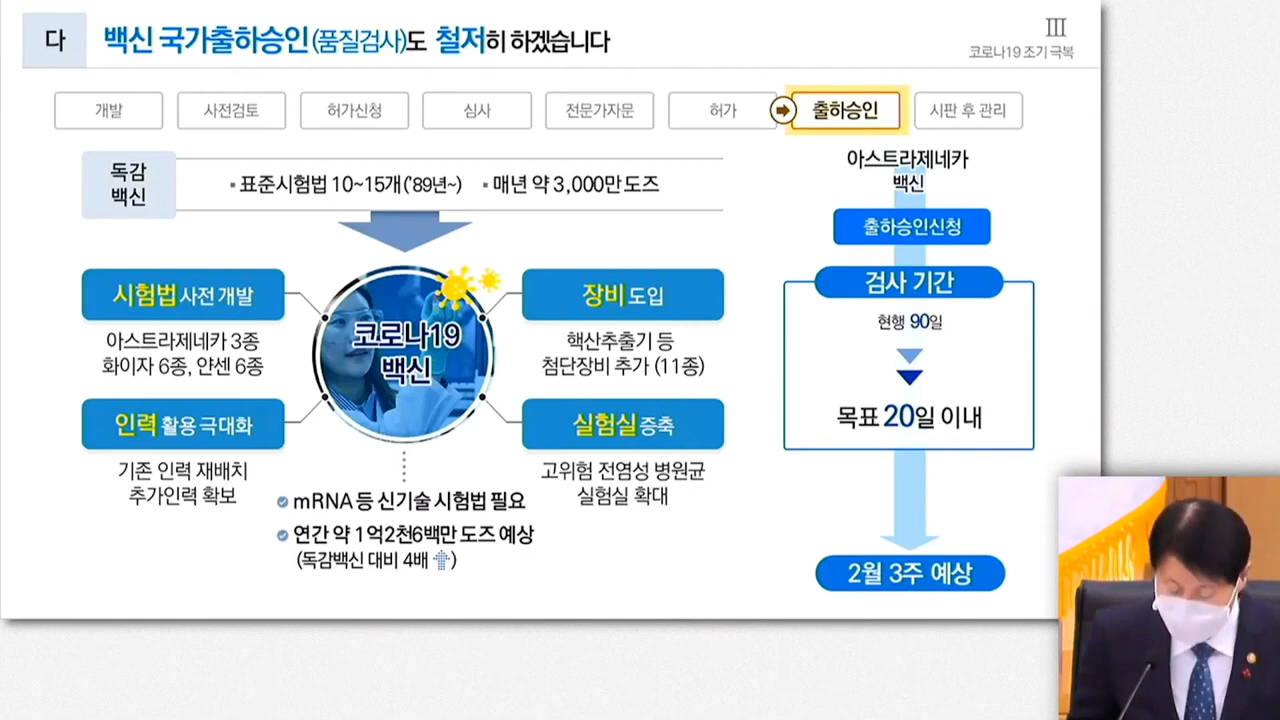 다
백신 국가출하승인(품질검사)도 철저히 하겠습니다
Ⅲ
코로나19 조기 극복
개발
사전검토
허가신청
심사
전문가자문
허가
출하승인
시판 후 관리
독감
백신
▪표준시험법 10~15개('89년~) ▪매년 약 3,000만 도즈
시험법 사전 개발
아스트라제네카 3종
화이자 6종, 얀센 6종
인력 활용 극대화
기존 인력 재배치
추가인력 확보
코로나19
백신
장비 도입
핵산추출기 등
첨단장비 추가 (11종)
실험실 증축
고위험 전염성 병원균
실험실 확대
mRNA 등 신기술 시험법 필요
연간 약 1억2천6백만 도즈 예상
(독감백신 대비 4배)
아스트라제네카
백신
출하승인신청
검사 기간
현행 90일
목표 20일 이내
2월 3주 예상